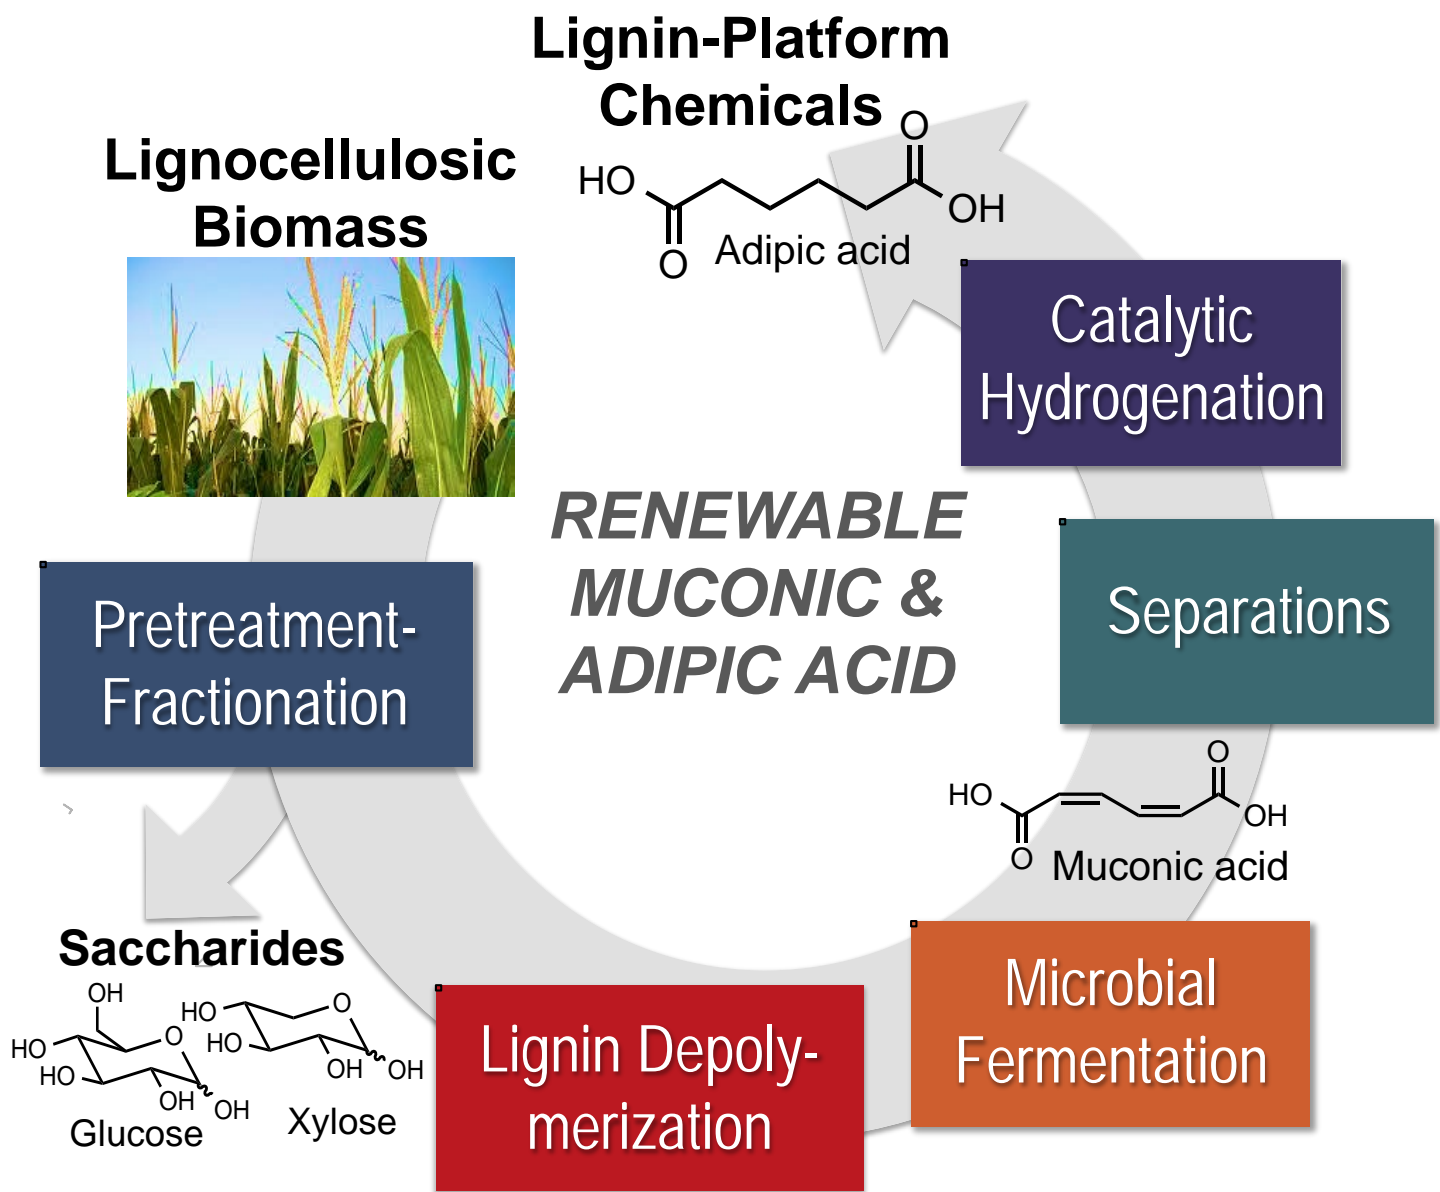 Lignin-Platform
Chemicals
O
HO
OH
O
Adipic acid
Lignocellulosic
Biomass
Catalytic
Hydrogenation
RENEWABLE
MUCONIC &
ADIPIC ACID
Separations
Pretreatment-
Fractionation
O
HO
OH
O
Muconic acid
Saccharides
OH
O
HO
HO
OH
OH
Glucose
HO
O
HO
OH
OH
Xylose
Lignin Depoly-
merization
Microbial
Fermentation